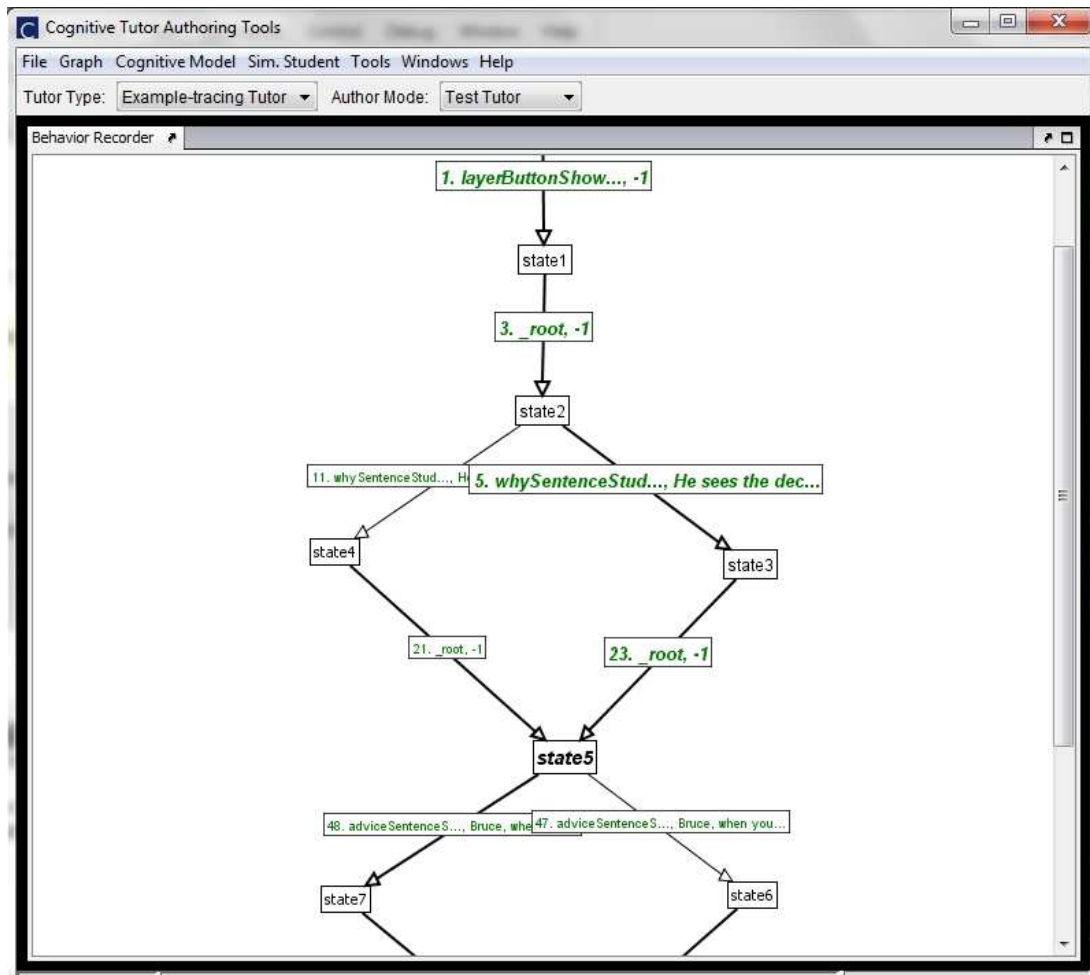 Cognitive Tutor Authoring Tools
File Graph Cognitive Model Sim. Student Tools Windows Help
Tutor Type: Example-tracing Tutor Author Mode: Test Tutor
Behavior Recorder
1. layerButtonShow..., -1
state1
3. _root, -1
state2
11. whySentenceStud..., He
5. whySentenceStud..., He sees the dec...
state4
state3
21. _root, -1
23. _root, -1
state5
48. adviceSentenceS..., Bruce, whe
47. adviceSentenceS..., Bruce, when you...
state7
state6